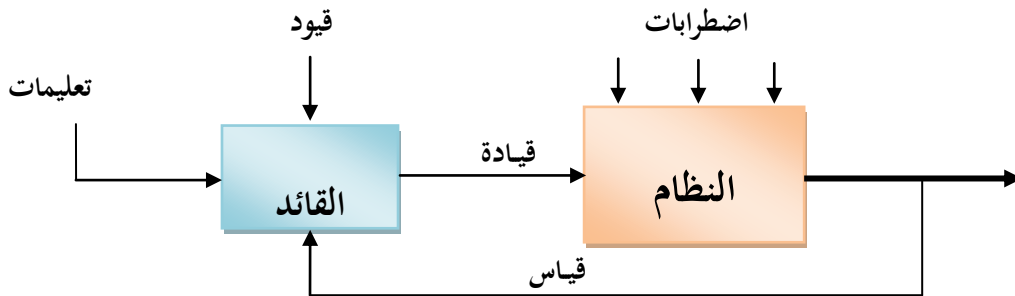 قيود
اضطرابات
تعليمات
قيادة
النظام
القائد
قياس